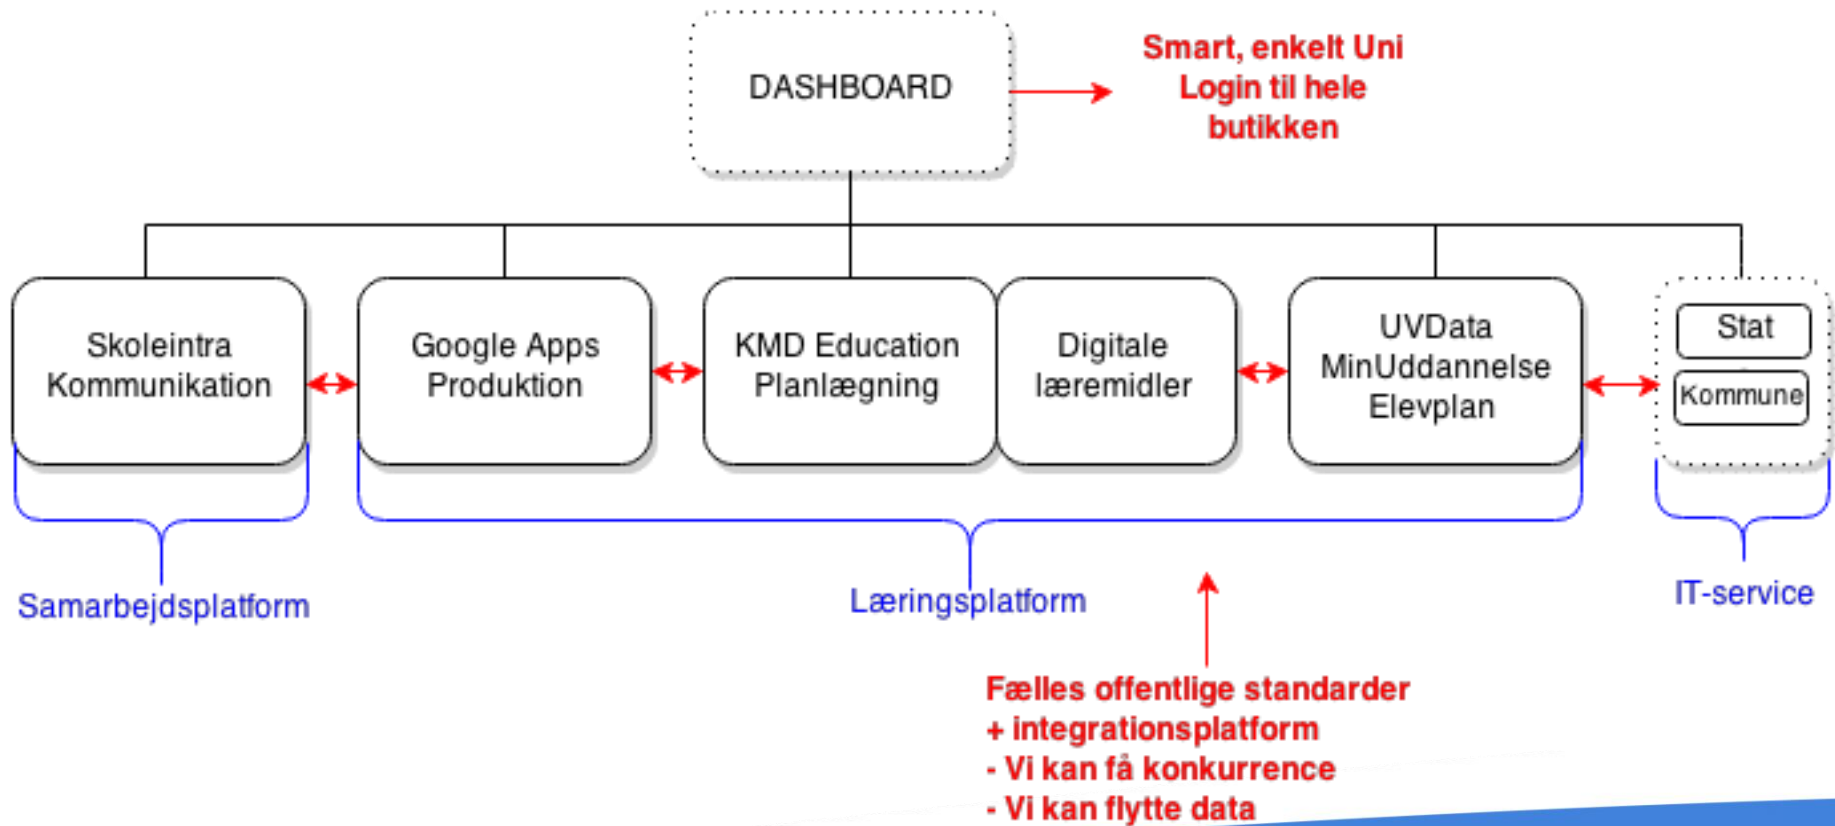 DASHBOARD
Smart, enkelt Uni
Login til hele
butikken
Skoleintra
Kommunikation
Google Apps
Produktion
KMD Education
Planlægning
Digitale
læremidler
UVData
MinUddannelse
Elevplan
Stat
Kommune
Samarbejdsplatform
Læringsplatform
IT-service
Fælles offentlige standarder
+ integrationsplatform
- Vi kan få konkurrence
- Vi kan flytte data